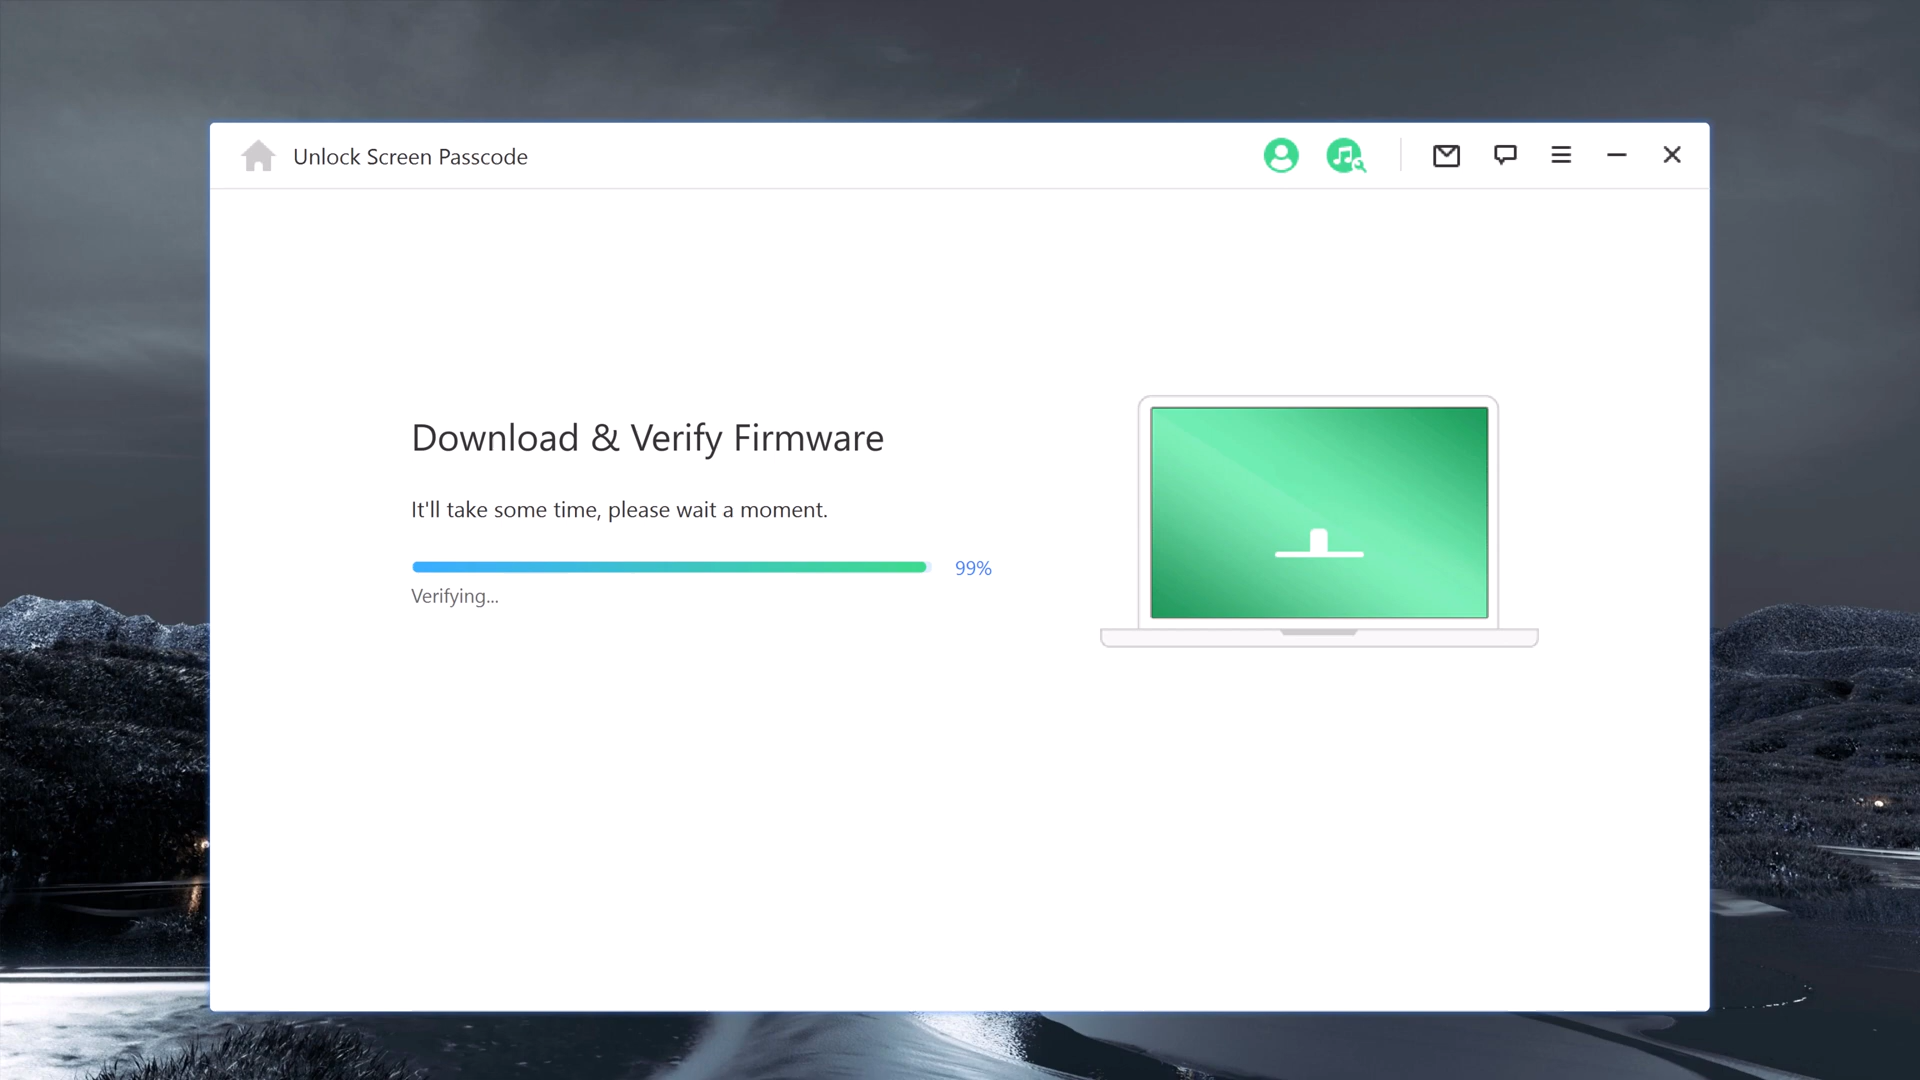 Unlock Screen Passcode
Download & Verify Firmware
It'll take some time, please wait a moment.
99%
Verifying...